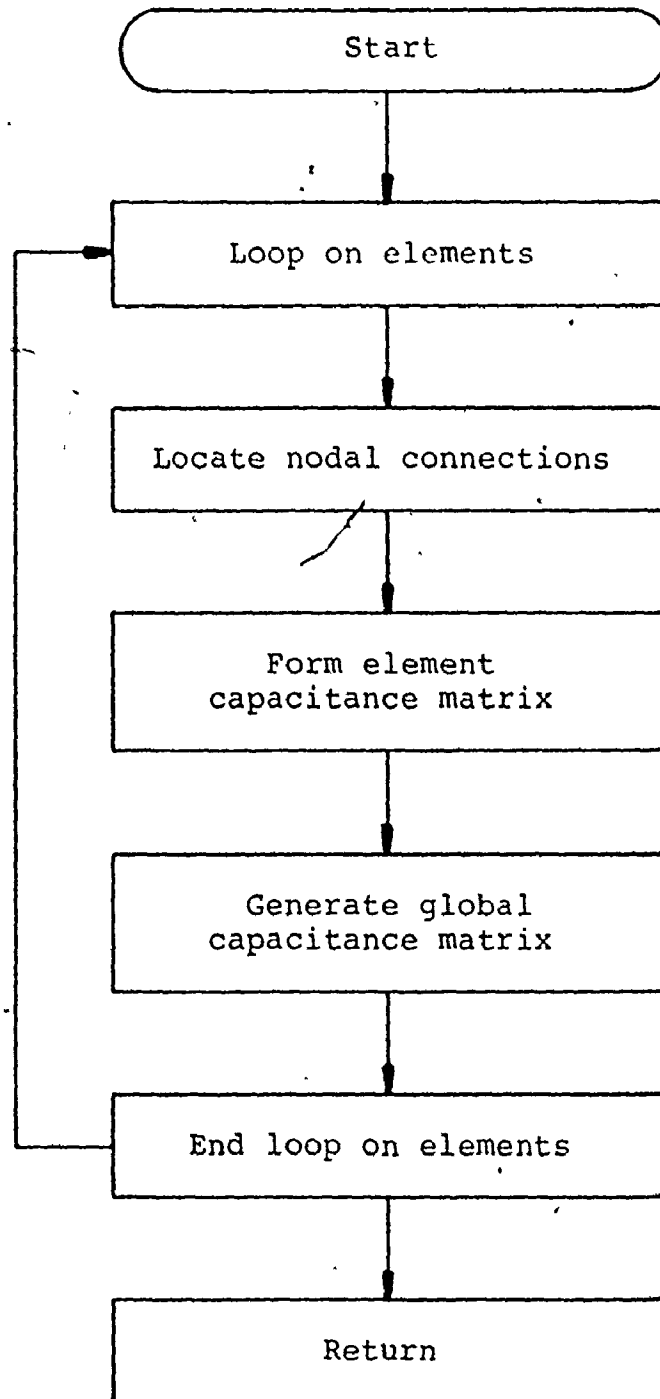 Start
Loop on elements
Locate nodal connections
Form element
capacitance matrix
Generate global
capacitance matrix
End loop on elements
Return